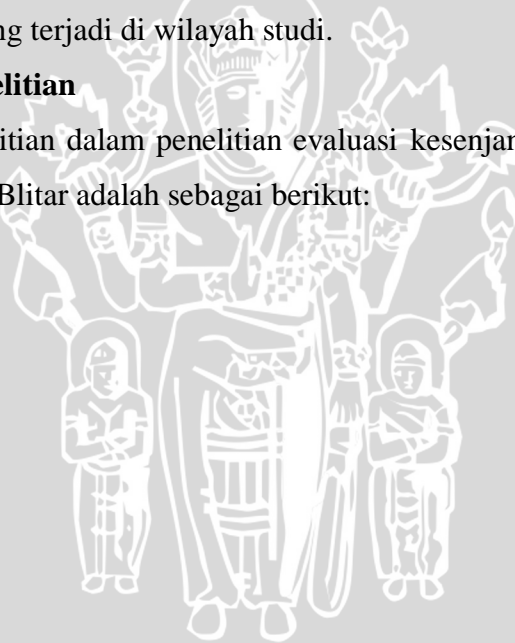 ng terjadi di wilayah studi.
elitian
itian dalam penelitian evaluasi kesenjan
Blitar adalah sebagai berikut: